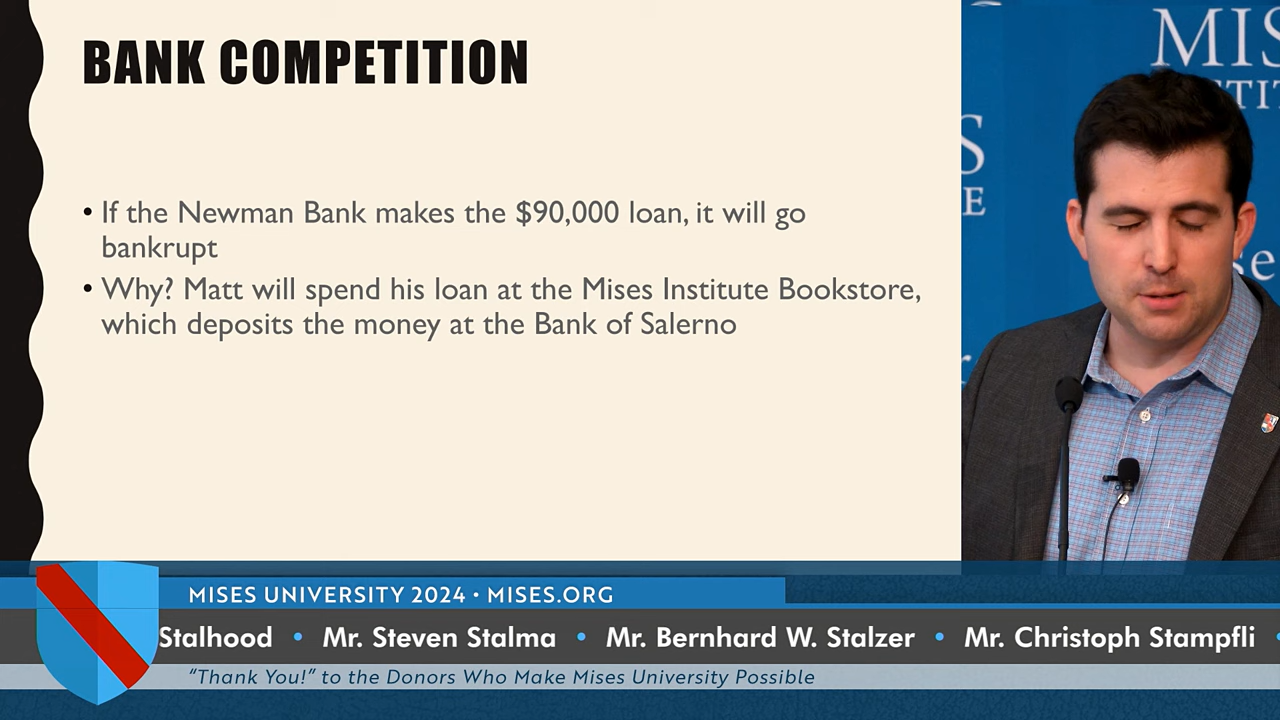 BANK COMPETITION
• If the Newman Bank makes the $90,000 loan, it will go
bankrupt
• Why? Matt will spend his loan at the Mises Institute Bookstore,
which deposits the money at the Bank of Salerno
MIS
TIT
S
E
se
MISES UNIVERSITY 2024 • MISES.ORG
Stalhood • Mr. Steven Stalma • Mr. Bernhard W. Stalzer • Mr. Christoph Stampfli •
“Thank You!” to the Donors Who Make Mises University Possible